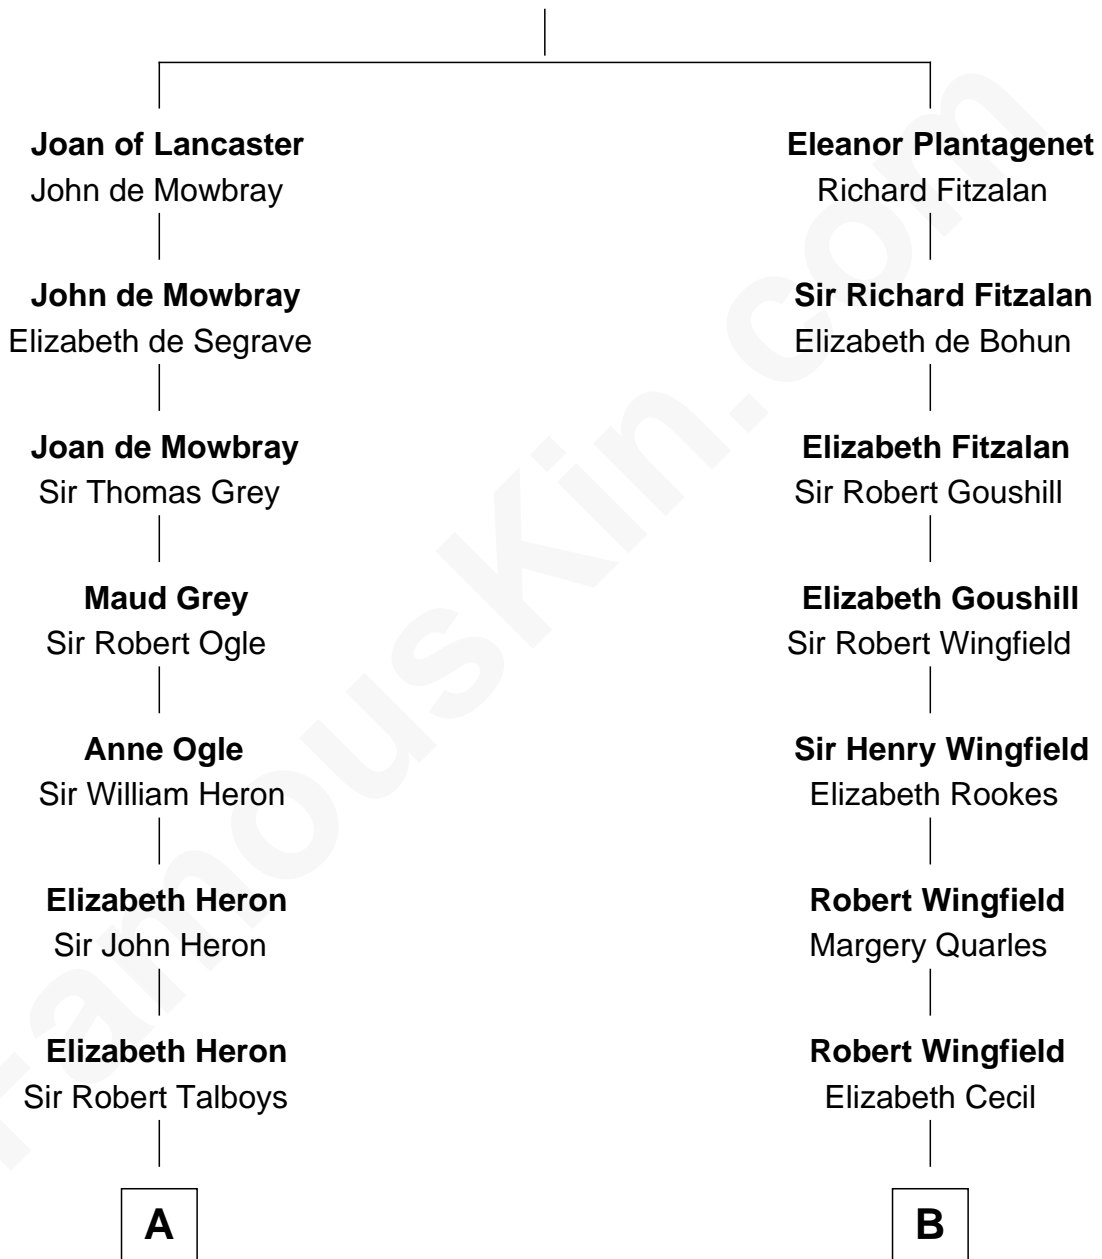 Joan of Lancaster
John de Mowbray
John de Mowbray
Elizabeth de Segrave
Joan de Mowbray
Sir Thomas Grey
Maud Grey
Sir Robert Ogle
Anne Ogle
Sir William Heron
Elizabeth Heron
Sir John Heron
Elizabeth Heron
Sir Robert Talboys
A
Eleanor Plantagenet
Richard Fitzalan
Sir Richard Fitzalan
Elizabeth de Bohun
Elizabeth Fitzalan
Sir Robert Goushill
Elizabeth Goushill
Sir Robert Wingfield
Sir Henry Wingfield
Elizabeth Rookes
Robert Wingfield
Margery Quarles
Robert Wingfield
Elizabeth Cecil
B
FamousKin.com